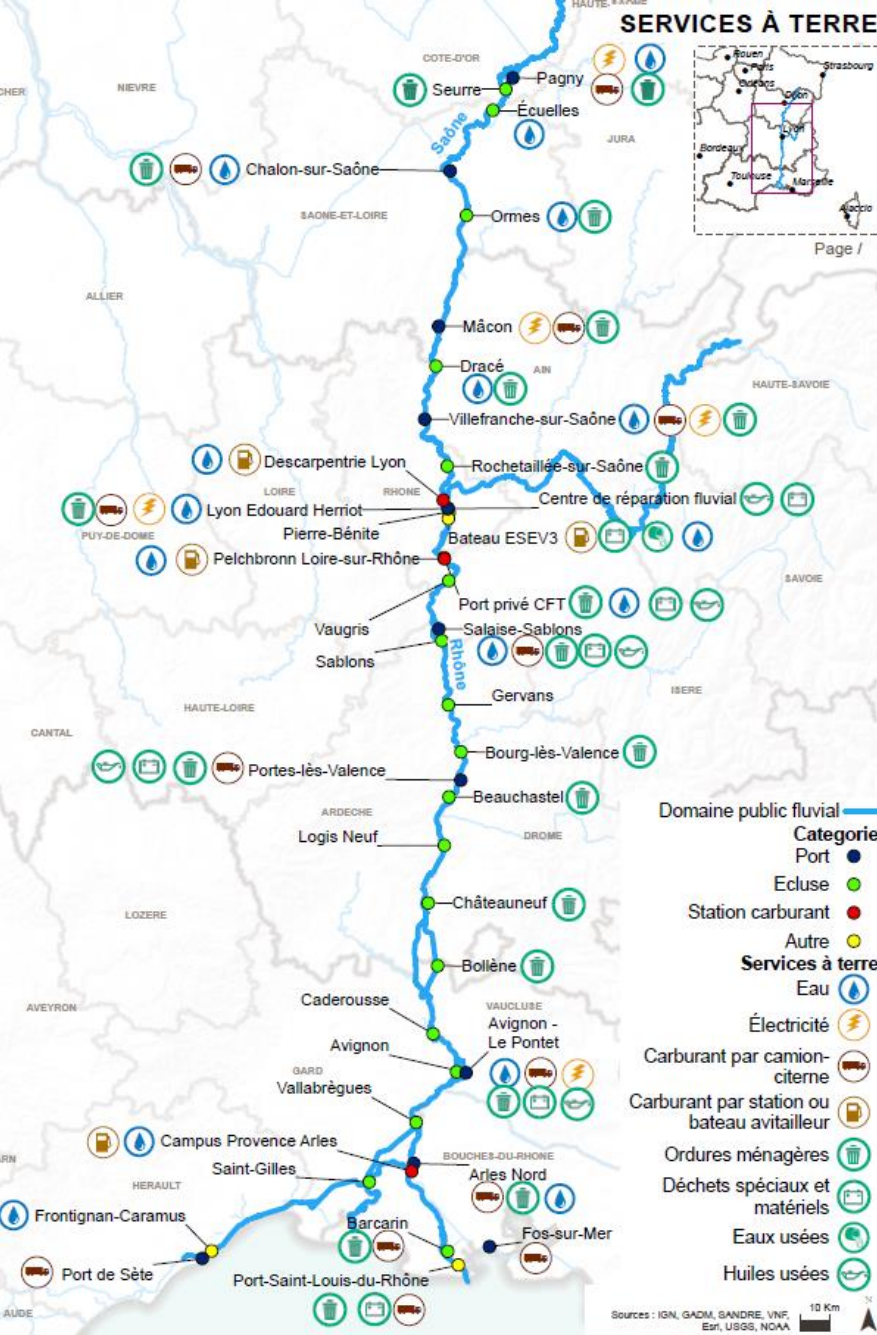 HAUTE-SAÔNE
SERVICES À TERRE
CÔTE-D'OR
Rouen
Paris
Strasbourg
Orléans
Dijon
Lyon
Bordeaux
Toulouse
Marseille
Ajaccio
Page /
CHER
NIEVRE
Pagny
Seurre
Écuelles
Saône
JURA
Chalon-sur-Saône
SAONE-ET-LOIRE
Ormes
ALLIER
Mâcon
Dracé
AIN
HAUTE-SAVOIE
Villefranche-sur-Saône
Descarpentrie Lyon
Rochetaillée-sur-Saône
LOIRE
RHONE
Centre de réparation fluvial
Lyon Edouard Herriot
Pierre-Bénite
PUY-DE-DOME
Bateau ESEV3
Pelchbronn Loire-sur-Rhône
SAVOIE
Port privé CFT
Vaugris
Salaise-Sablons
Sablons
Rhône
ISERE
Gervans
HAUTE-LOIRE
CANTAL
Bourg-lès-Valence
Portes-lès-Valence
Beauchastel
ARDECHE
Logis Neuf
DROME
Châteauneuf
LOZERE
Bollène
Caderousse
AVEYRON
VAUCLUSE
Avignon -
Le Pontet
Avignon
GARD
Vallabrègues
Campus Provence Arles
BOUCHES-DU-RHONE
Saint-Gilles
Arles Nord
HERAULT
Frontignan-Caramus
Barcarin
Fos-sur-Mer
Port de Sète
Port-Saint-Louis-du-Rhône
AUDE
Domaine public fluvial
Categorie
Port
Ecluse
Station carburant
Autre
Services à terre
Eau
Électricité
Carburant par camion-
citerne
Carburant par station ou
bateau avitailleur
Ordures ménagères
Déchets spéciaux et
matériels
Eaux usées
Huiles usées
N
10 Km
Sources : IGN, GADM, SANDRE, VNF,
Esri, USGS, NOAA